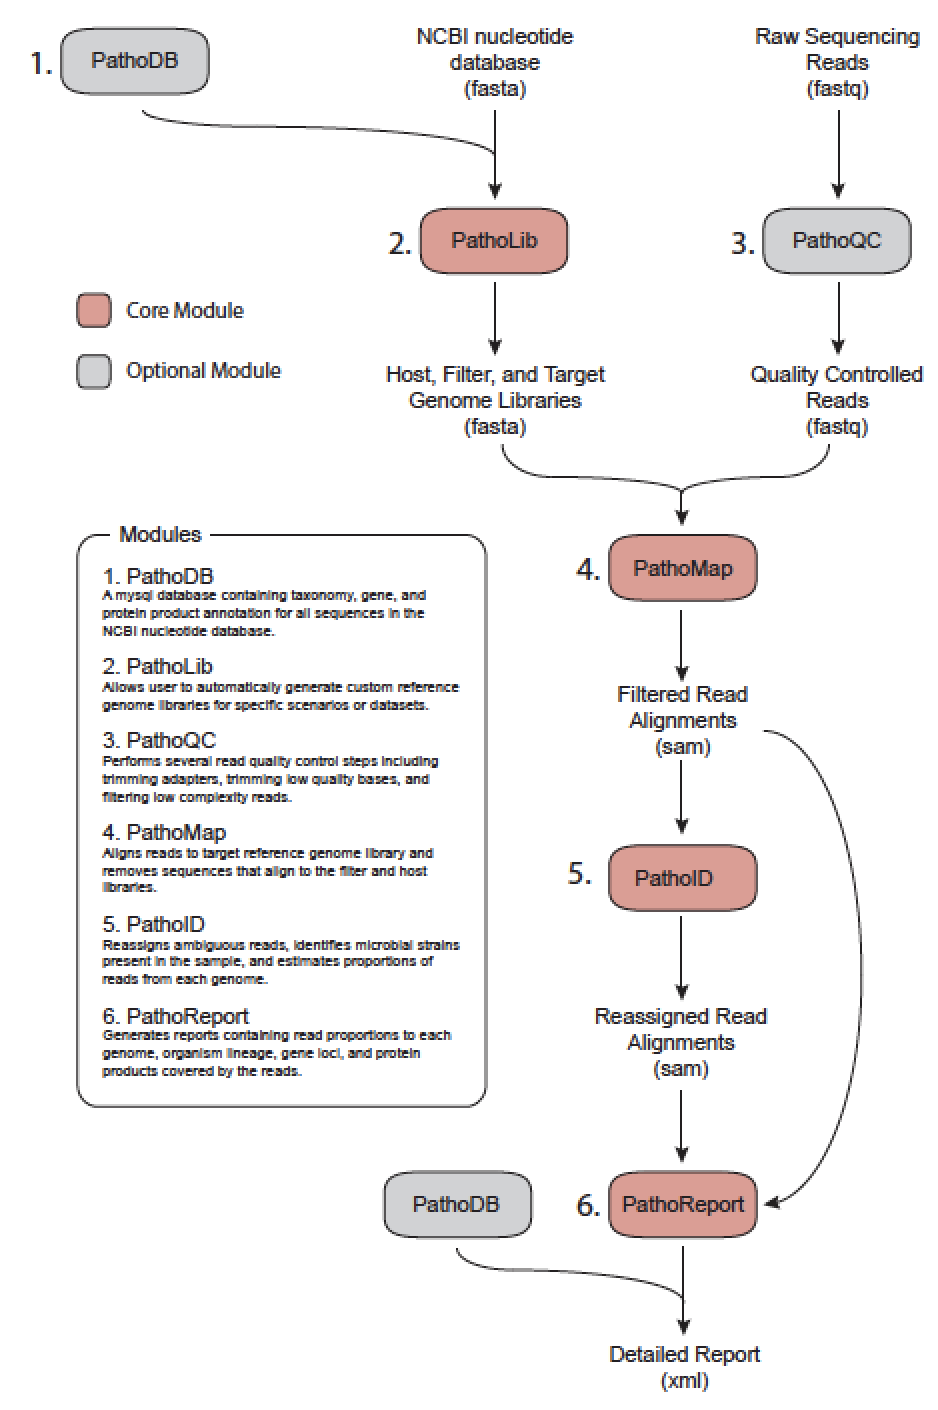 1.
PathoDB
NCBI nucleotide
database
(fasta)
Raw Sequencing
Reads
(fastq)
2.
PathoLib
3.
PathoQC
Core Module
Optional Module
Host, Filter, and Target
Genome Libraries
(fasta)
Quality Controlled
Reads
(fastq)
4.
PathoMap
Filtered Read
Alignments
(sam)
5.
PathoID
Reassigned Read
Alignments
(sam)
Modules
1. PathoDB
A mysql database containing taxonomy, gene, and
protein product annotation for all sequences in the
NCBI nucleotide database.
2. PathoLib
Allows user to automatically generate custom reference
genome libraries for specific scenarios or datasets.
3. PathoQC
Performs several read quality control steps including
trimming adapters, trimming low quality bases, and
filtering low complexity reads.
4. PathoMap
Aligns reads to target reference genome library and
removes sequences that align to the filter and host
libraries.
5. PathoID
Reassigns ambiguous reads, identifies microbial strains
present in the sample, and estimates proportions of
reads from each genome.
6. PathoReport
Generates reports containing read proportions to each
genome, organism lineage, gene loci, and protein
products covered by the reads.
PathoDB
6.
PathoReport
Detailed Report
(xml)